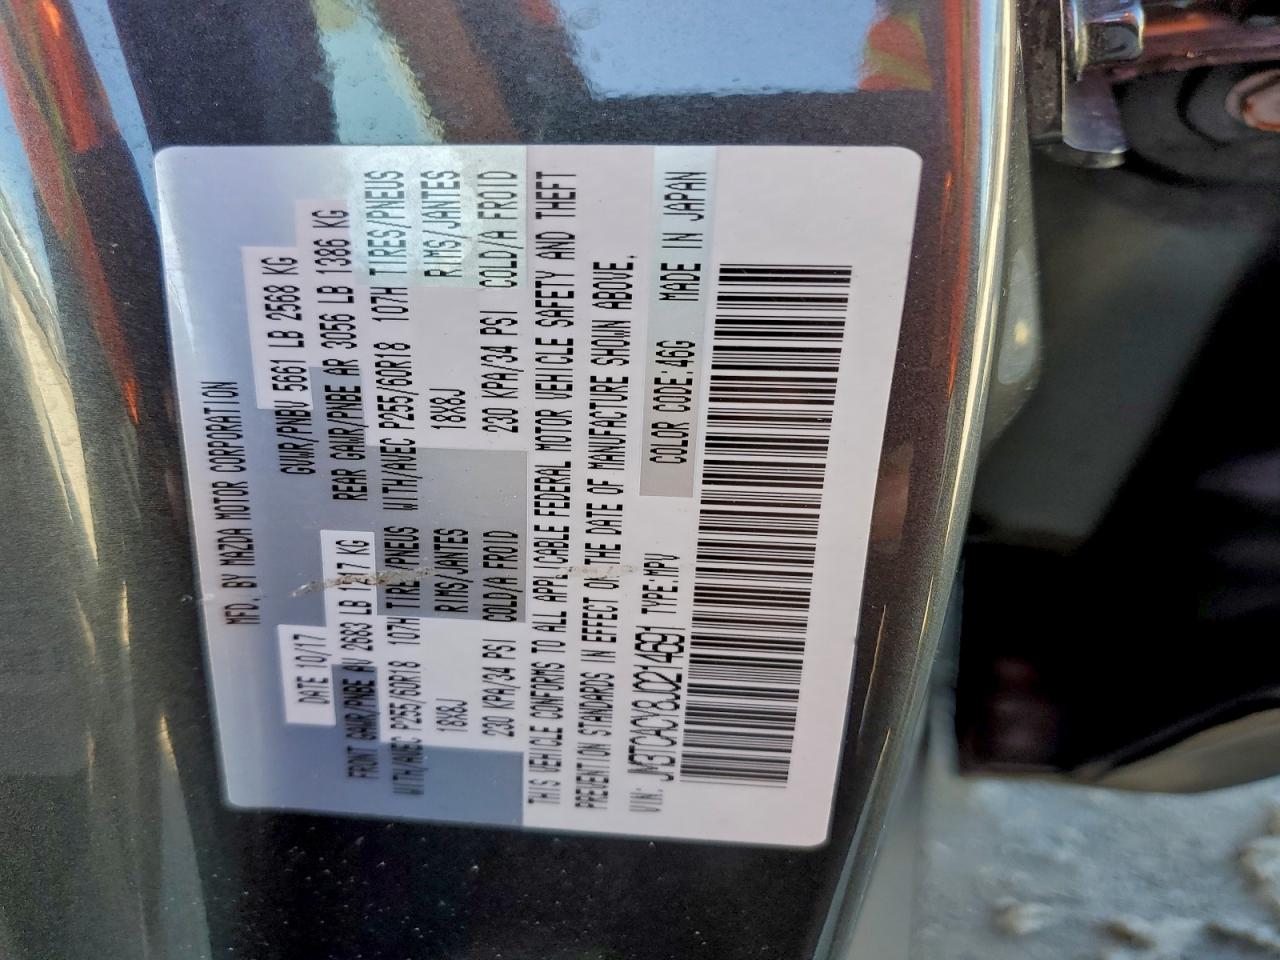 MFD. BY MAZDA MOTOR CORPORATION
DATE 10/17 GVWR/PNBV 5661 LB 2568 KG
FRONT GAWR/PNBE AV 2683 LB 1217 KG REAR GAWR/PNBE AR 3056 LB 1386 KG
WITH/AVEC P255/60R18 107H TIRES/PNEUS WITH/AVEC P255/60R18 107H TIRES/PNEUS
18X8J RIMS/JANTES 18X8J RIMS/JANTES
230 KPA/34 PSI COLD/A FROID 230 KPA/34 PSI COLD/A FROID
THIS VEHICLE CONFORMS TO ALL APPLICABLE FEDERAL MOTOR VEHICLE SAFETY AND THEFT
PREVENTION STANDARDS IN EFFECT ON THE DATE OF MANUFACTURE SHOWN ABOVE.
VIN: JM3TCACY8J0214691 TYPE:MPV COLOR CODE:46G MADE IN JAPAN